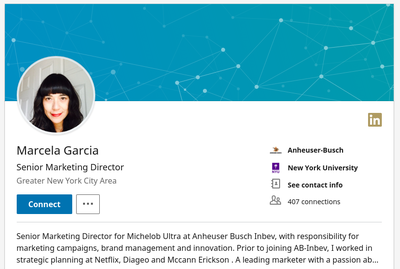 in
Marcela Garcia
Senior Marketing Director
Greater New York City Area
Connect
Anheuser-Busch
New York University
See contact info
407 connections
Senior Marketing Director for Michelob Ultra at Anheuser Busch Inbev, with responsibility for
marketing campaigns, brand management and innovation. Prior to joining AB-Inbev, I worked in
strategic planning at Netflix, Diageo and Mccann Erickson . A leading marketer with a passion ab...